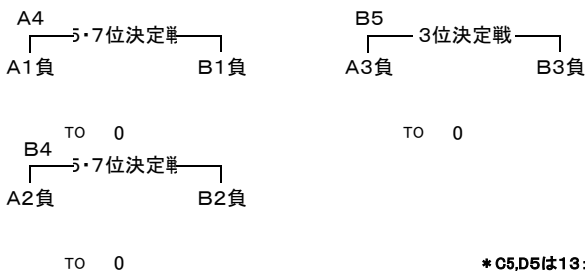 A4
5・7位決定戦
A1負 B1負
TO 0
B5
3位決定戦
A3負 B3負
TO 0
B4
5・7位決定戦
A2負 B2負
TO 0
＊C5,D5は13